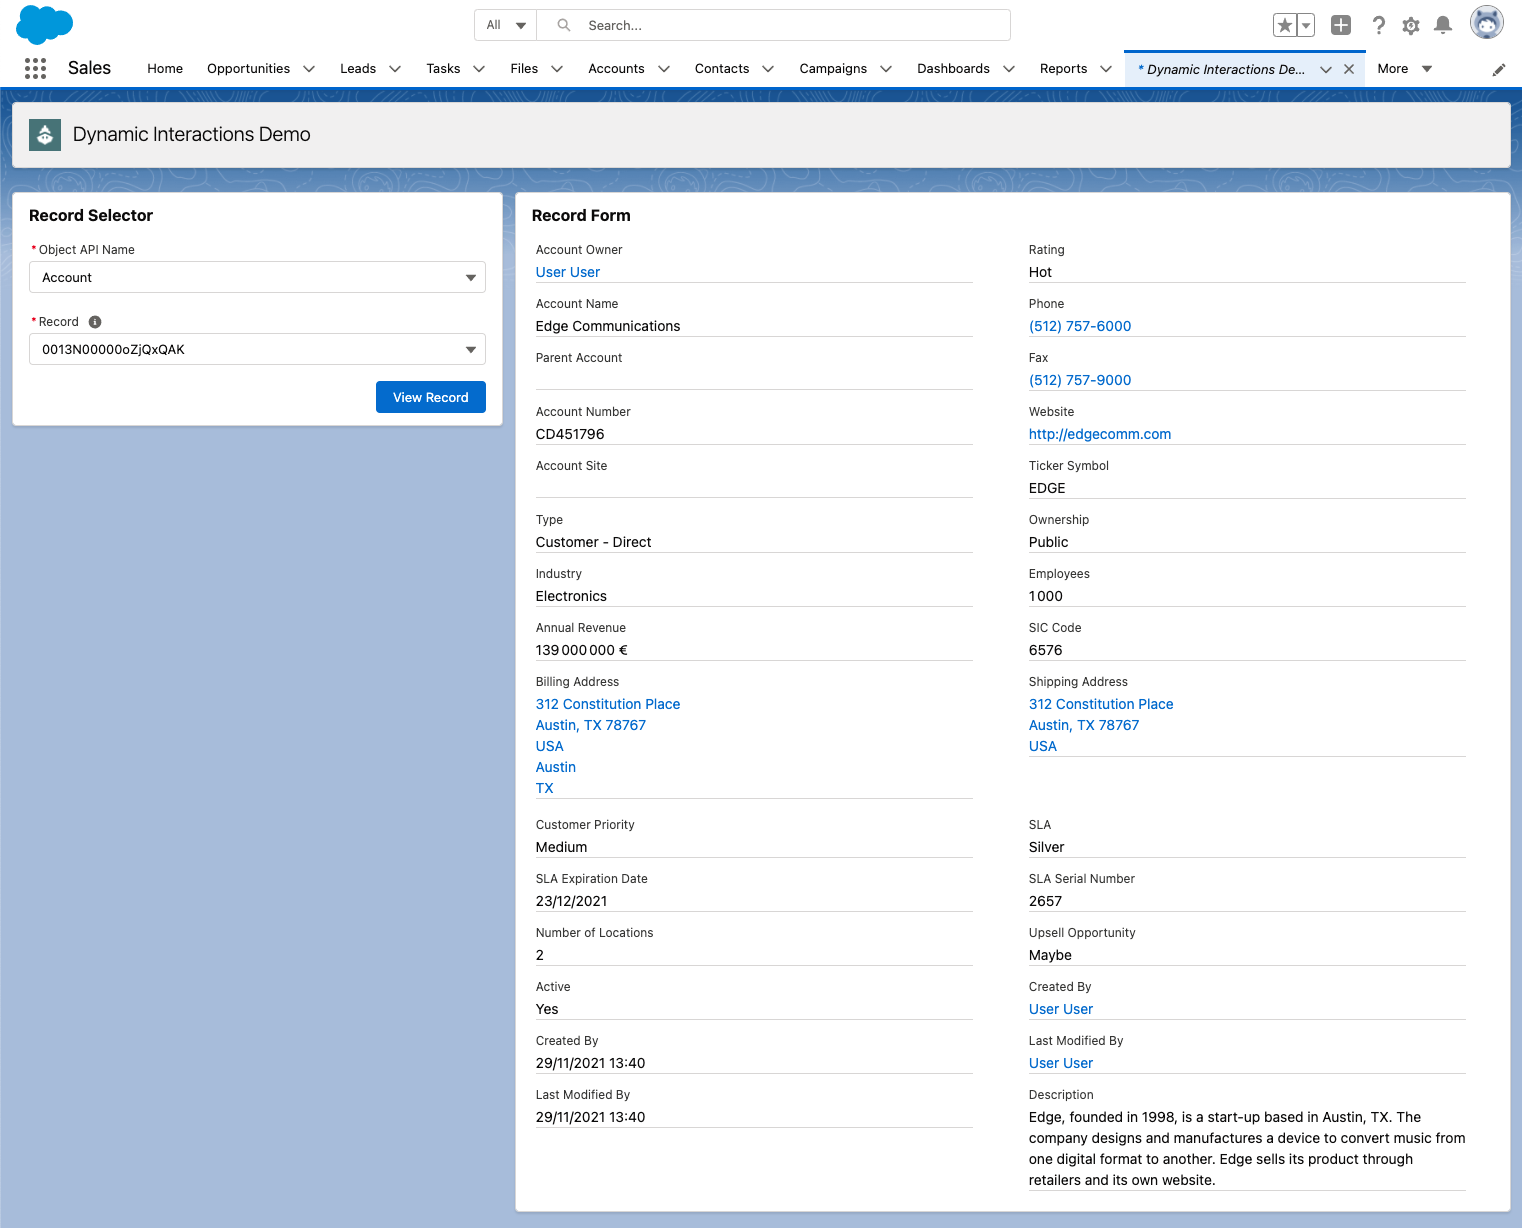 All
Search...
Sales
Home
Opportunities
Leads
Tasks
Files
Accounts
Contacts
Campaigns
Dashboards
Reports
* Dynamic Interactions De...
More
Dynamic Interactions Demo
Record Selector
* Object API Name
Account
* Record
0013N00000oZjQxQAK
View Record
Record Form
Account Owner
User User
Rating
Hot
Account Name
Edge Communications
Phone
(512) 757-6000
Parent Account
Fax
(512) 757-9000
Account Number
CD451796
Website
http://edgecomm.com
Account Site
Ticker Symbol
EDGE
Type
Customer - Direct
Ownership
Public
Industry
Electronics
Employees
1 000
Annual Revenue
139 000 000 €
SIC Code
6576
Billing Address
312 Constitution Place
Austin, TX 78767
USA
Austin
TX
Shipping Address
312 Constitution Place
Austin, TX 78767
USA
Customer Priority
Medium
SLA
Silver
SLA Expiration Date
23/12/2021
SLA Serial Number
2657
Number of Locations
2
Upsell Opportunity
Maybe
Active
Yes
Created By
User User
Created By
29/11/2021 13:40
Last Modified By
User User
Last Modified By
29/11/2021 13:40
Description
Edge, founded in 1998, is a start-up based in Austin, TX. The
company designs and manufactures a device to convert music from
one digital format to another. Edge sells its product through
retailers and its own website.